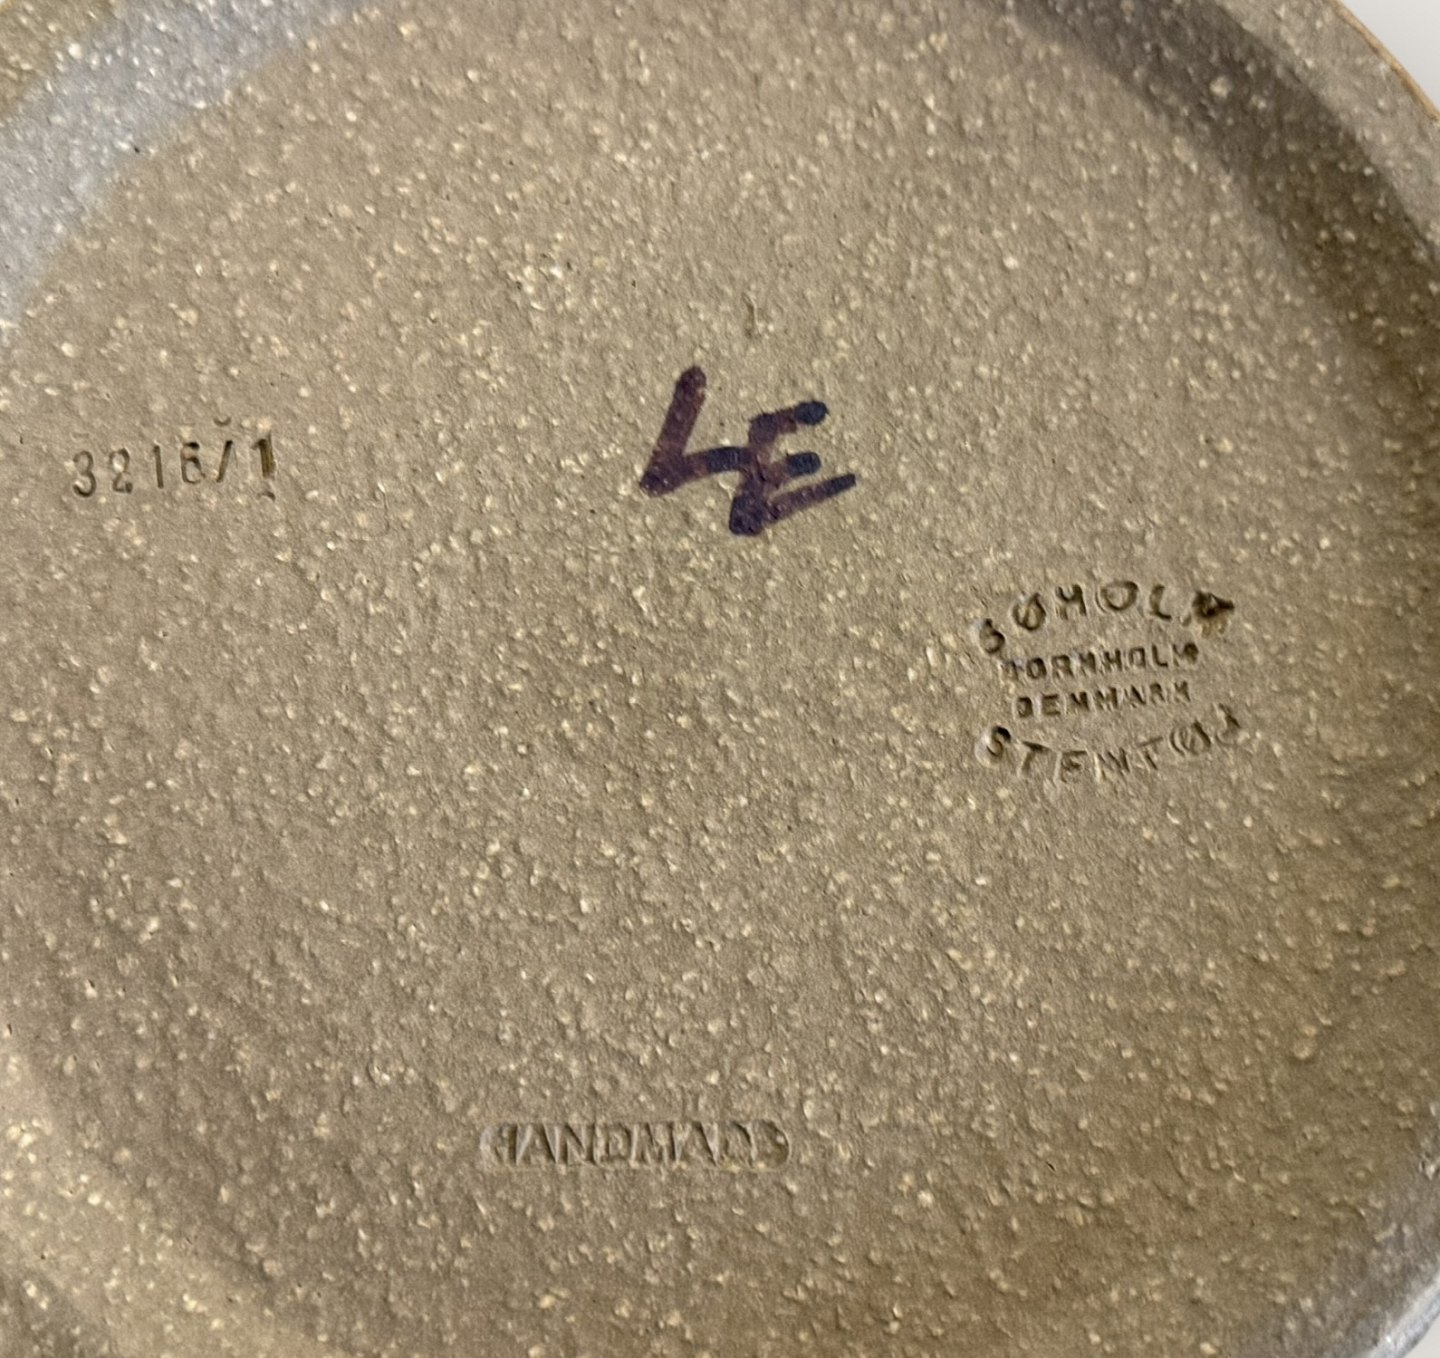 3216/1
LE
SØHOLM
BORNHOLM
DENMARK
STENTØJ
HANDMADE